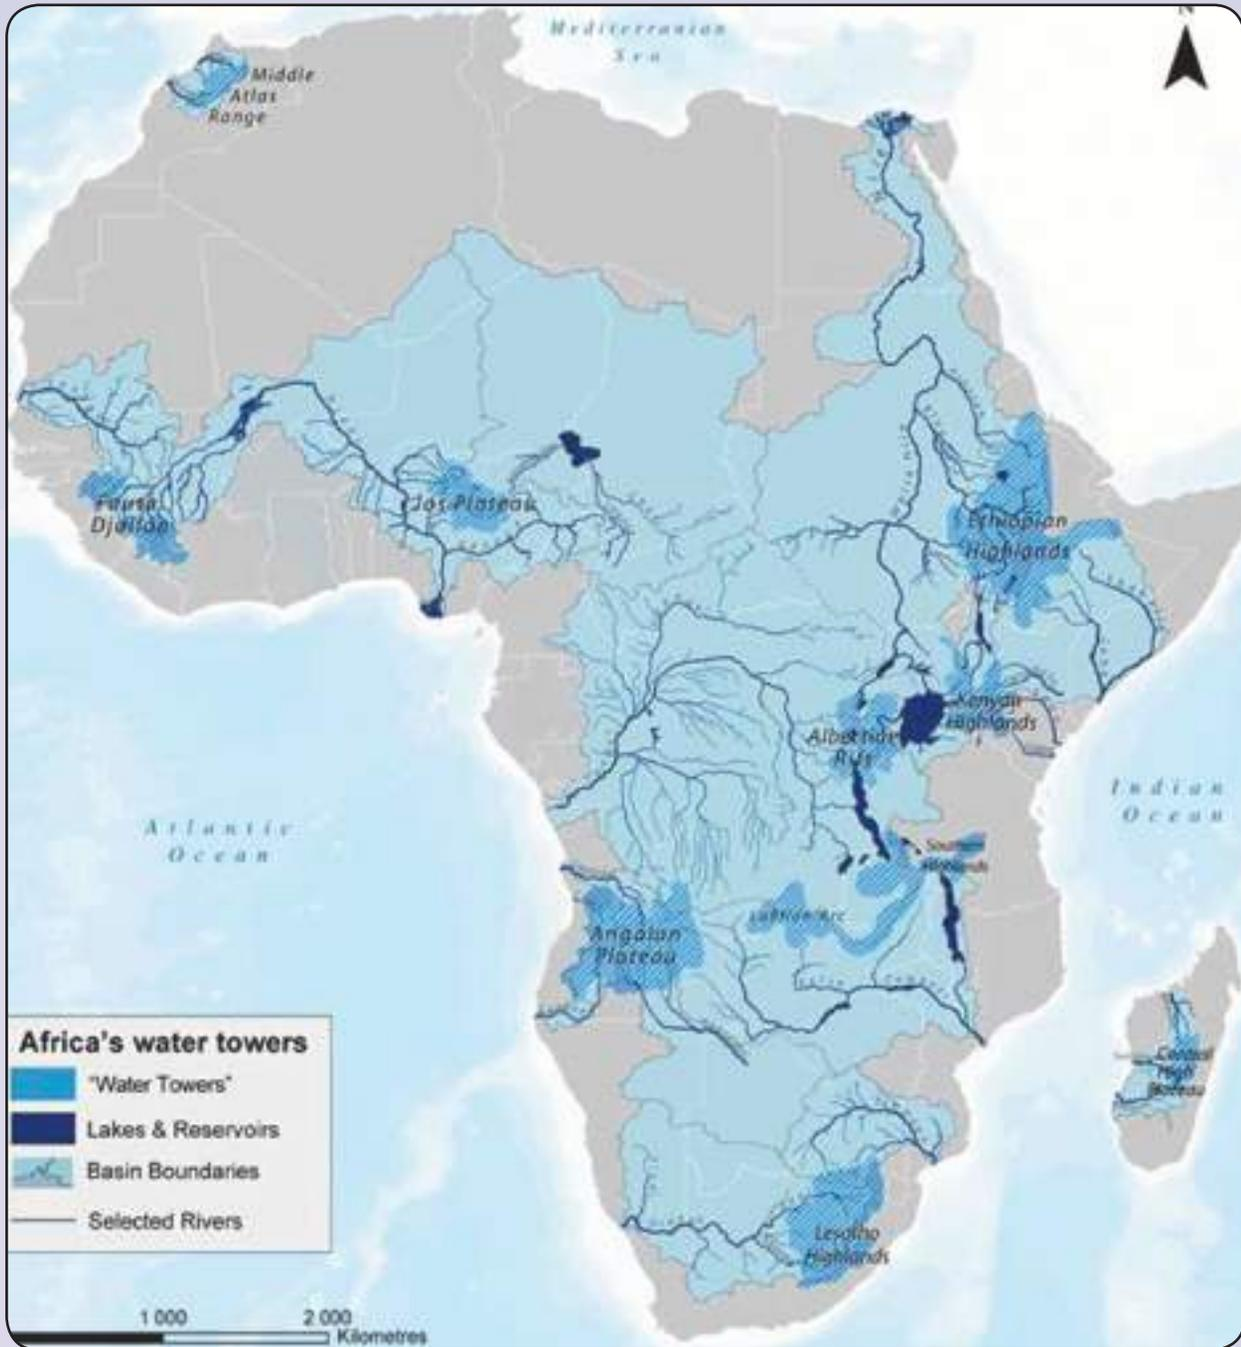 Mediterranean
Sea
N
Middle
Atlas
Range
Fouta
Djallon
Jos Plateau
Ethiopian
Highlands
Kenyan
Highlands
Albertine
Rift
Southern
Highlands
Lufilian Arc
Angolan
Plateau
Atlantic
Ocean
Indian
Ocean
Central
High
Plateau
Lesotho
Highlands
Africa's water towers
"Water Towers"
Lakes & Reservoirs
Basin Boundaries
Selected Rivers
1 000
2 000
Kilometres